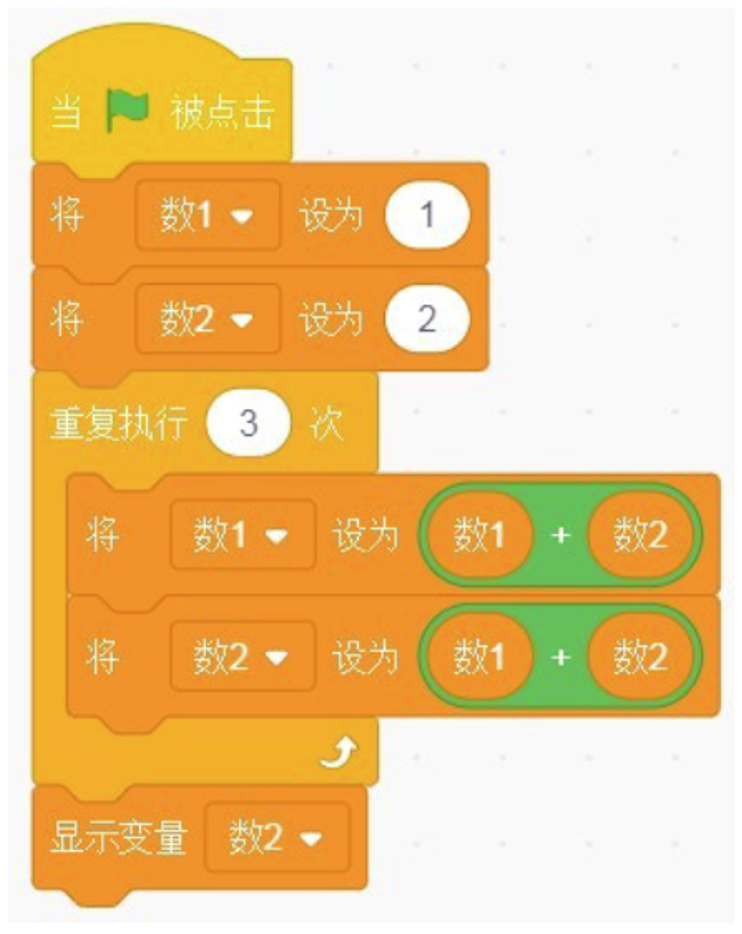 当 被点击
将 数1 设为 1
将 数2 设为 2
重复执行 3 次
将 数1 设为 数1 + 数2
将 数2 设为 数1 + 数2
显示变量 数2